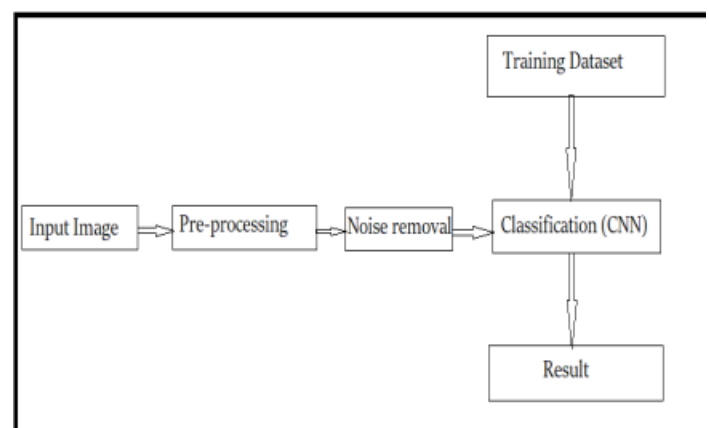 Training Dataset
Input Image
Pre-processing
Noise removal
Classification (CNN)
Result